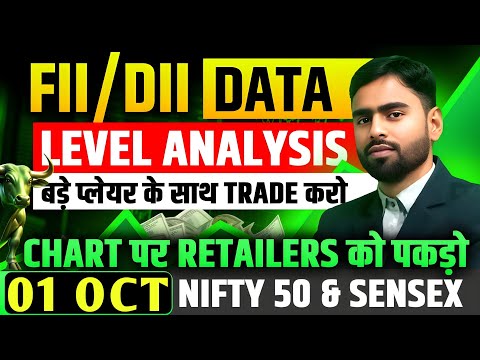 FII/DII DATA
LEVEL ANALYSIS
बड़े प्लेयर के साथ TRADE करो
CHART पर RETAILERS को पकड़ो
01 OCT NIFTY 50 & SENSEX